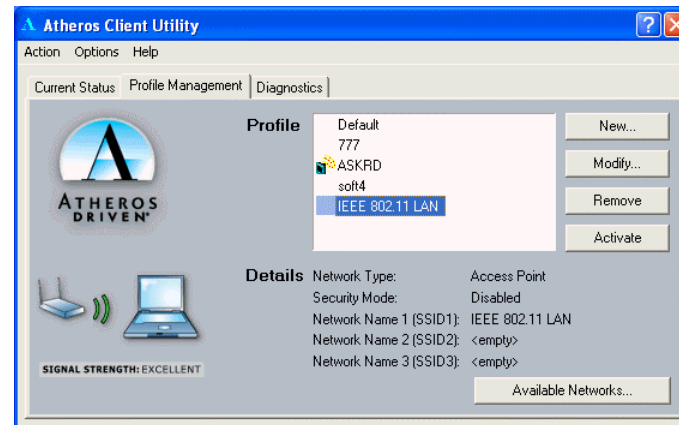 Atheros Client Utility
Action Options Help
Current Status Profile Management Diagnostics
Profile
Default
777
ASKRD
soft4
IEEE 802.11 LAN
New...
Modify...
Remove
Activate
ATHEROS
DRIVEN
Details
Network Type: Access Point
Security Mode: Disabled
Network Name 1 (SSID1): IEEE 802.11 LAN
Network Name 2 (SSID2): <empty>
Network Name 3 (SSID3): <empty>
SIGNAL STRENGTH: EXCELLENT
Available Networks...